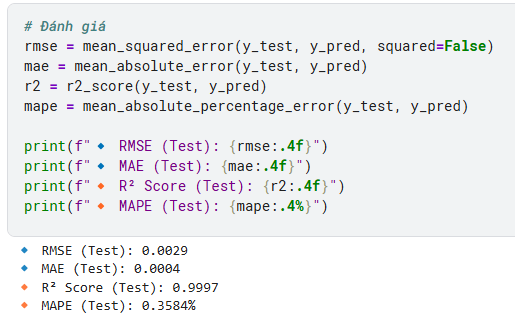 # Đánh giá
rmse = mean_squared_error(y_test, y_pred, squared=False)
mae = mean_absolute_error(y_test, y_pred)
r2 = r2_score(y_test, y_pred)
mape = mean_absolute_percentage_error(y_test, y_pred)
print(f"🔹 RMSE (Test): {rmse:.4f}")
print(f"🔹 MAE (Test): {mae:.4f}")
print(f"🔸 R² Score (Test): {r2:.4f}")
print(f"🔸 MAPE (Test): {mape:.4%}")
🔹 RMSE (Test): 0.0029
🔹 MAE (Test): 0.0004
🔸 R² Score (Test): 0.9997
🔸 MAPE (Test): 0.3584%